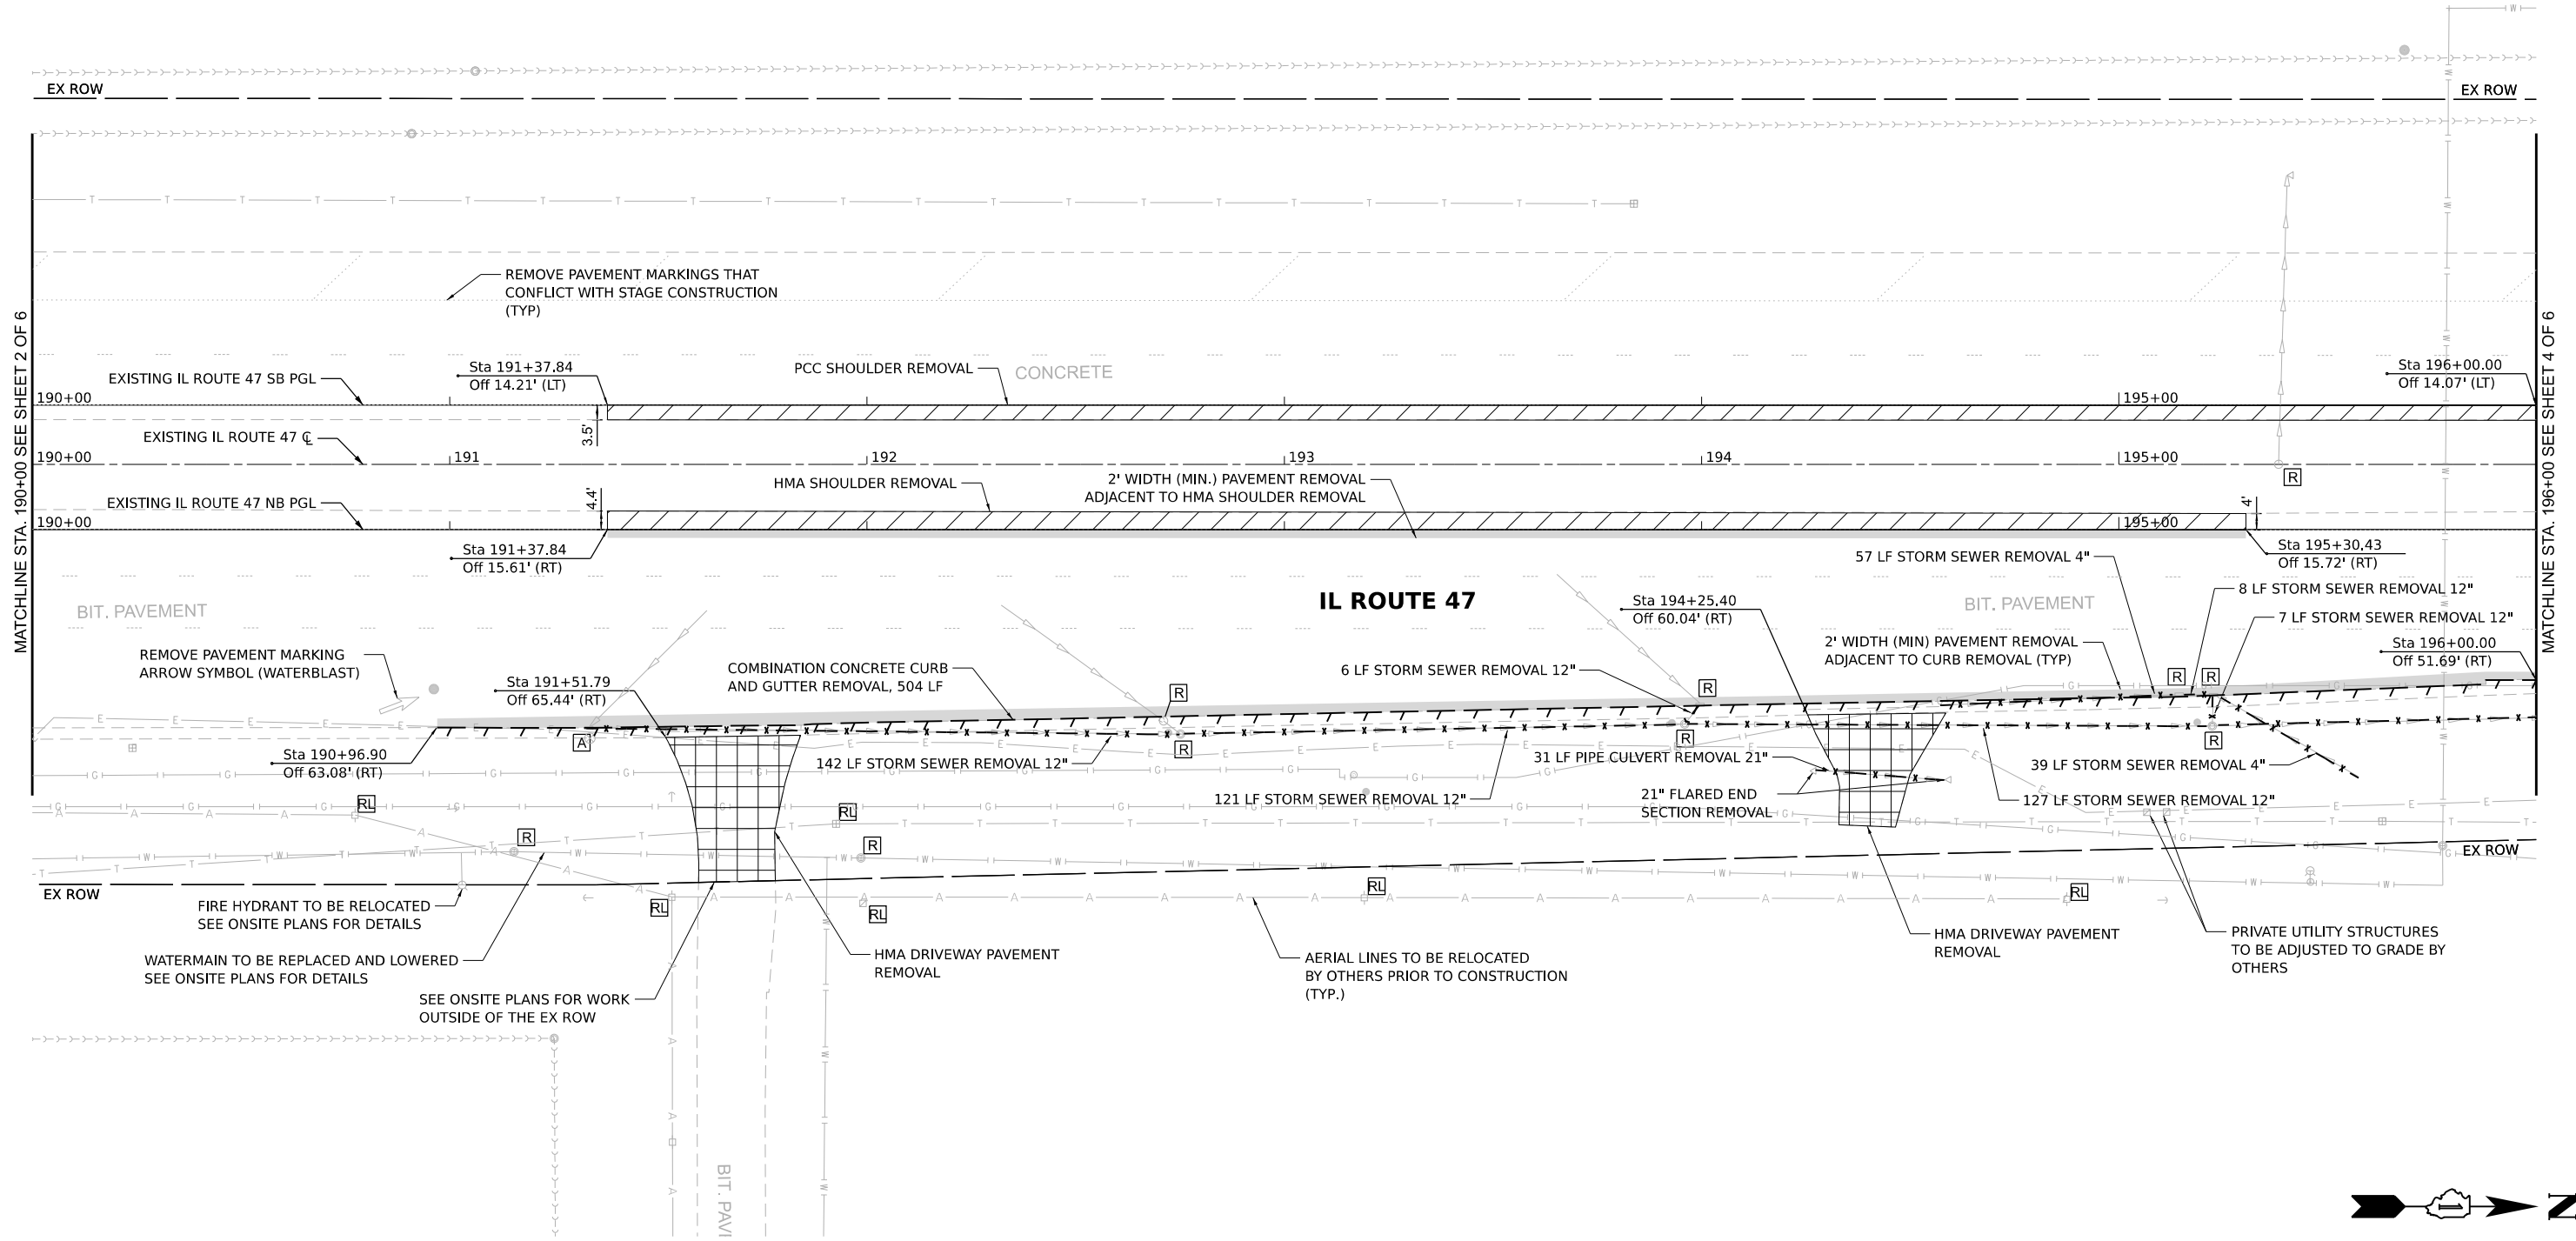 EX ROW
EX ROW
MATCHLINE STA. 190+00 SEE SHEET 2 OF 6
MATCHLINE STA. 196+00 SEE SHEET 4 OF 6
REMOVE PAVEMENT MARKINGS THAT
CONFLICT WITH STAGE CONSTRUCTION
(TYP)
EXISTING IL ROUTE 47 SB PGL
Sta 191+37.84
Off 14.21' (LT)
PCC SHOULDER REMOVAL
CONCRETE
Sta 196+00.00
Off 14.07' (LT)
190+00
195+00
3.5'
EXISTING IL ROUTE 47 ℄
190+00
191
192
193
194
195+00
R
EXISTING IL ROUTE 47 NB PGL
4.4'
HMA SHOULDER REMOVAL
2' WIDTH (MIN.) PAVEMENT REMOVAL
ADJACENT TO HMA SHOULDER REMOVAL
4'
190+00
195+00
Sta 191+37.84
Off 15.61' (RT)
Sta 195+30.43
Off 15.72' (RT)
57 LF STORM SEWER REMOVAL 4"
8 LF STORM SEWER REMOVAL 12"
7 LF STORM SEWER REMOVAL 12"
BIT. PAVEMENT
IL ROUTE 47
Sta 194+25.40
Off 60.04' (RT)
BIT. PAVEMENT
2' WIDTH (MIN) PAVEMENT REMOVAL
ADJACENT TO CURB REMOVAL (TYP)
Sta 196+00.00
Off 51.69' (RT)
REMOVE PAVEMENT MARKING
ARROW SYMBOL (WATERBLAST)
Sta 191+51.79
Off 65.44' (RT)
COMBINATION CONCRETE CURB
AND GUTTER REMOVAL, 504 LF
6 LF STORM SEWER REMOVAL 12"
R
R
R
R
Sta 190+96.90
Off 63.08' (RT)
A
R
R
R
142 LF STORM SEWER REMOVAL 12"
31 LF PIPE CULVERT REMOVAL 21"
39 LF STORM SEWER REMOVAL 4"
121 LF STORM SEWER REMOVAL 12"
21" FLARED END
SECTION REMOVAL
127 LF STORM SEWER REMOVAL 12"
RL
RL
R
R
EX ROW
EX ROW
RL
RL
RL
RL
FIRE HYDRANT TO BE RELOCATED
SEE ONSITE PLANS FOR DETAILS
WATERMAIN TO BE REPLACED AND LOWERED
SEE ONSITE PLANS FOR DETAILS
SEE ONSITE PLANS FOR WORK
OUTSIDE OF THE EX ROW
HMA DRIVEWAY PAVEMENT
REMOVAL
AERIAL LINES TO BE RELOCATED
BY OTHERS PRIOR TO CONSTRUCTION
(TYP.)
HMA DRIVEWAY PAVEMENT
REMOVAL
PRIVATE UTILITY STRUCTURES
TO BE ADJUSTED TO GRADE BY
OTHERS
BIT. PAV
N